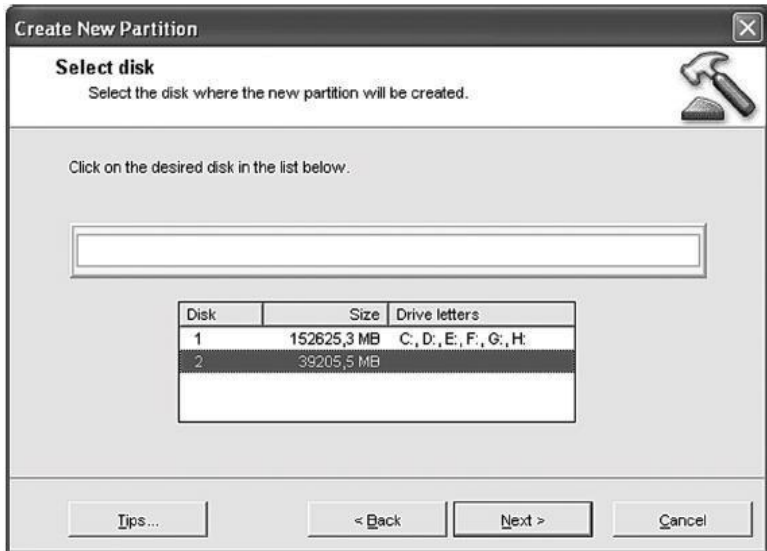 Create New Partition
Select disk
Select the disk where the new partition will be created.
Click on the desired disk in the list below.
Disk Size Drive letters
1 152625,3 MB C:, D:, E:, F:, G:, H:
2 39205,5 MB
Tips... < Back Next > Cancel